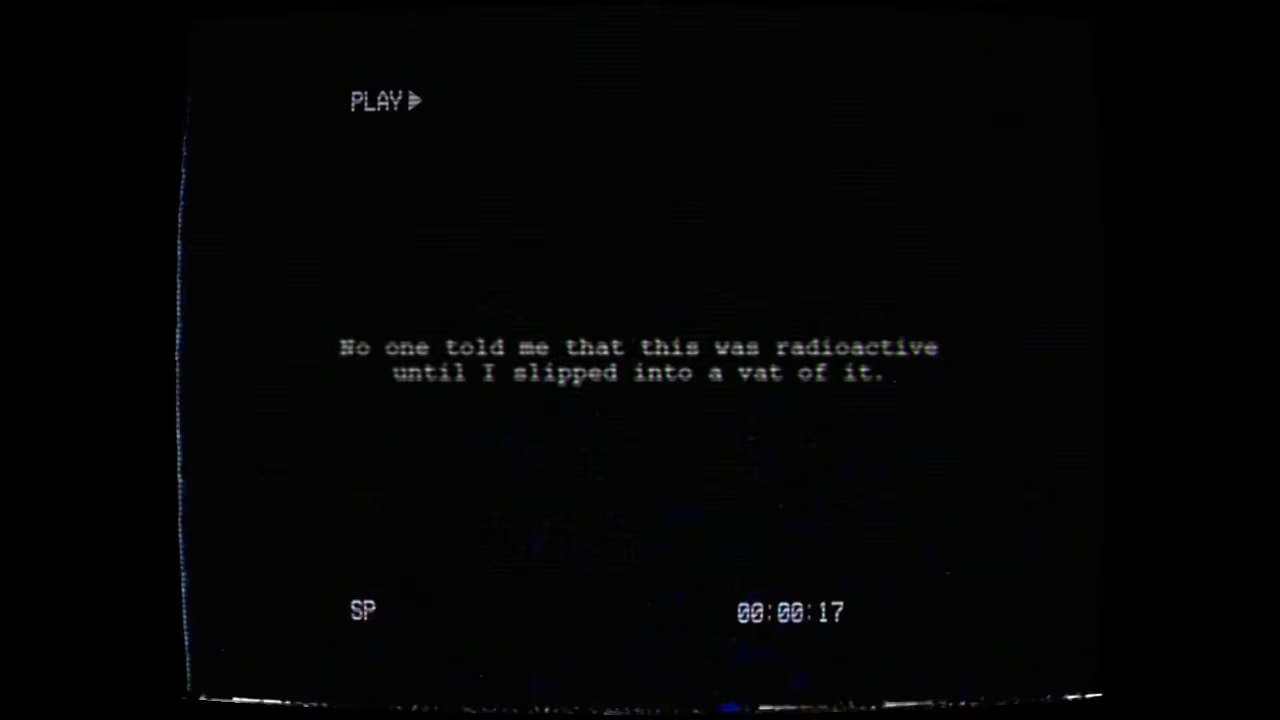 PLAY
No one told me that this was radioactive
until I slipped into a vat of it.
SP
00:00:17